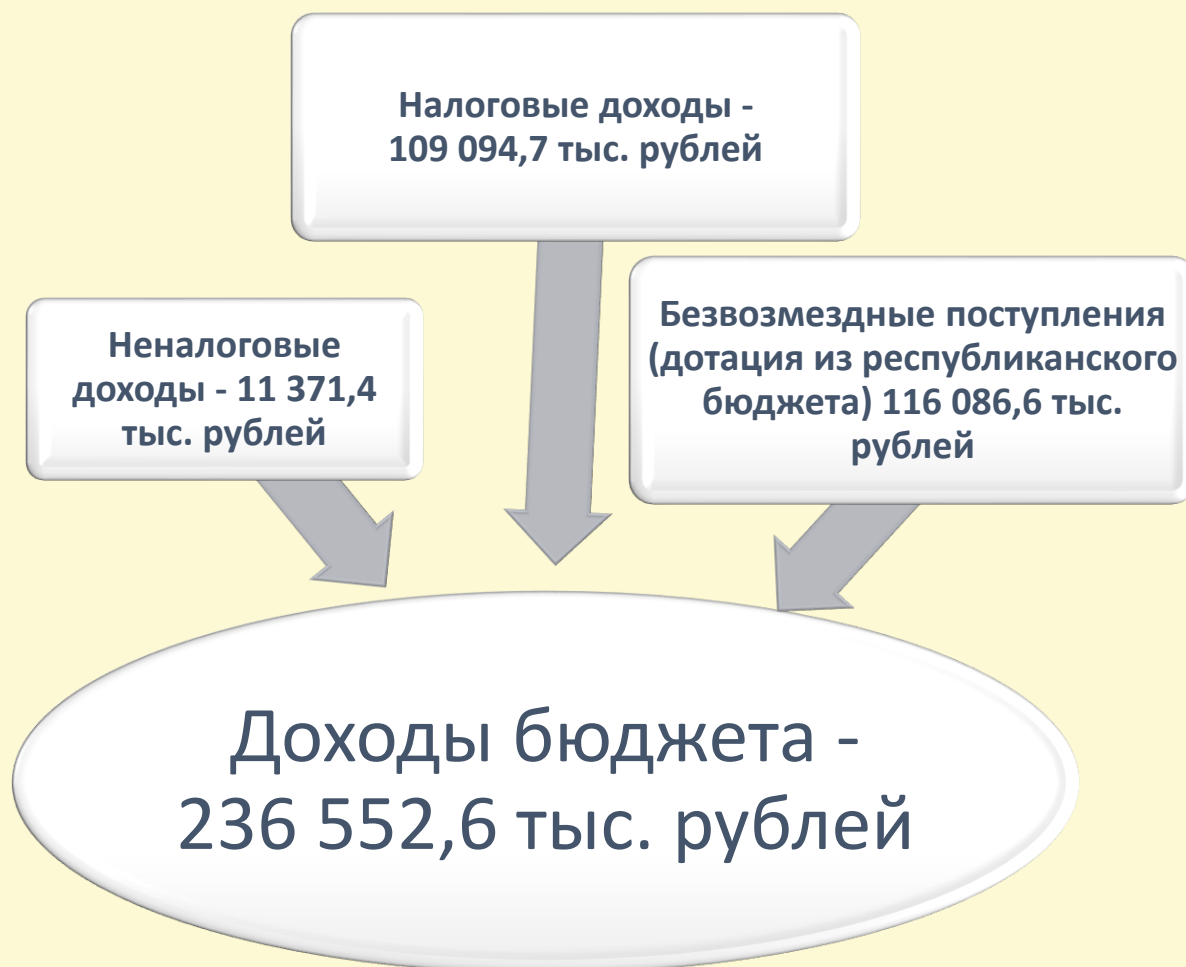 Налоговые доходы -
109 094,7 тыс. рублей
Неналоговые
доходы - 11 371,4
тыс. рублей
Безвозмездные поступления
(дотация из республиканского
бюджета) 116 086,6 тыс.
рублей
Доходы бюджета -
236 552,6 тыс. рублей